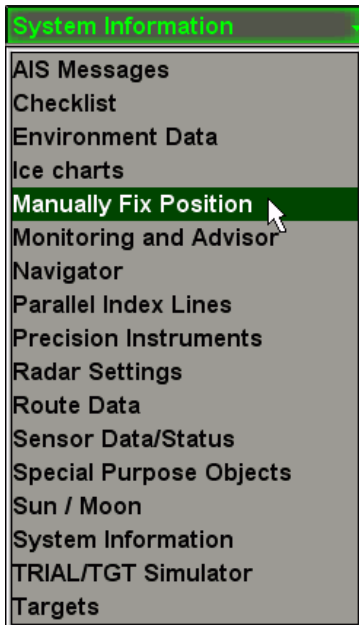 System Information
AIS Messages
Checklist
Environment Data
Ice charts
Manually Fix Position
Monitoring and Advisor
Navigator
Parallel Index Lines
Precision Instruments
Radar Settings
Route Data
Sensor Data/Status
Special Purpose Objects
Sun / Moon
System Information
TRIAL/TGT Simulator
Targets